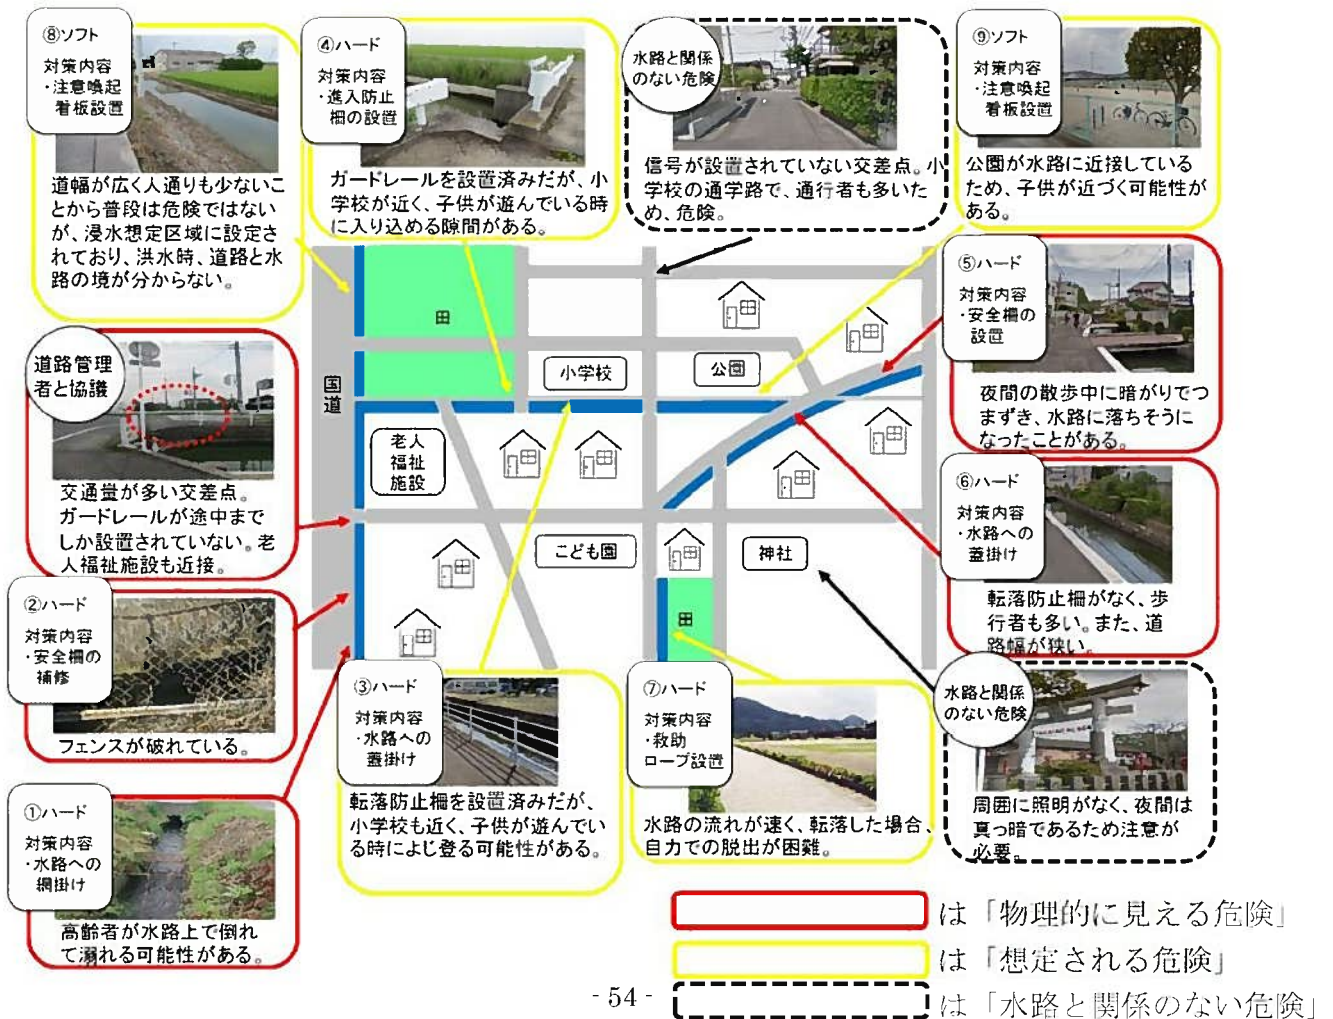 ⑧ソフト
対策内容
・注意喚起
看板設置
道幅が広く人通りも少ないこ
とから普段は危険ではない
が、浸水想定区域に設定さ
れており、洪水時、道路と水
路の境が分からない。
④ハード
対策内容
・進入防止
柵の設置
ガードレールを設置済みだが、小
学校が近く、子供が遊んでいる時
に入り込める隙間がある。
水路と関係
のない危険
信号が設置されていない交差点。小
学校の通学路で、通行者も多いた
め、危険。
⑨ソフト
対策内容
・注意喚起
看板設置
公園が水路に近接している
ため、子供が近づく可能性が
ある。
道路管理
者と協議
交通量が多い交差点。
ガードレールが途中まで
しか設置されていない。老
人福祉施設も近接。
国道
田
小学校
公園
老人
福祉
施設
こども園
神社
田
⑤ハード
対策内容
・安全柵の
設置
夜間の散歩中に暗がりでつ
まずき、水路に落ちそうに
なったことがある。
⑥ハード
対策内容
・水路への
蓋掛け
転落防止柵がなく、歩
行者も多い。また、道
路幅が狭い。
②ハード
対策内容
・安全柵の
補修
フェンスが破れている。
①ハード
対策内容
・水路への
網掛け
高齢者が水路上で倒れ
て溺れる可能性がある。
③ハード
対策内容
・水路への
蓋掛け
転落防止柵を設置済みだが、
小学校も近く、子供が遊んでい
る時によじ登る可能性がある。
⑦ハード
対策内容
・救助
ロープ設置
水路の流れが速く、転落した場合、
自力での脱出が困難。
水路と関係
のない危険
周囲に照明がなく、夜間は
真っ暗であるため注意が
必要。
は「物理的に見える危険」
は「想定される危険」
は「水路と関係のない危険」
- 54 -